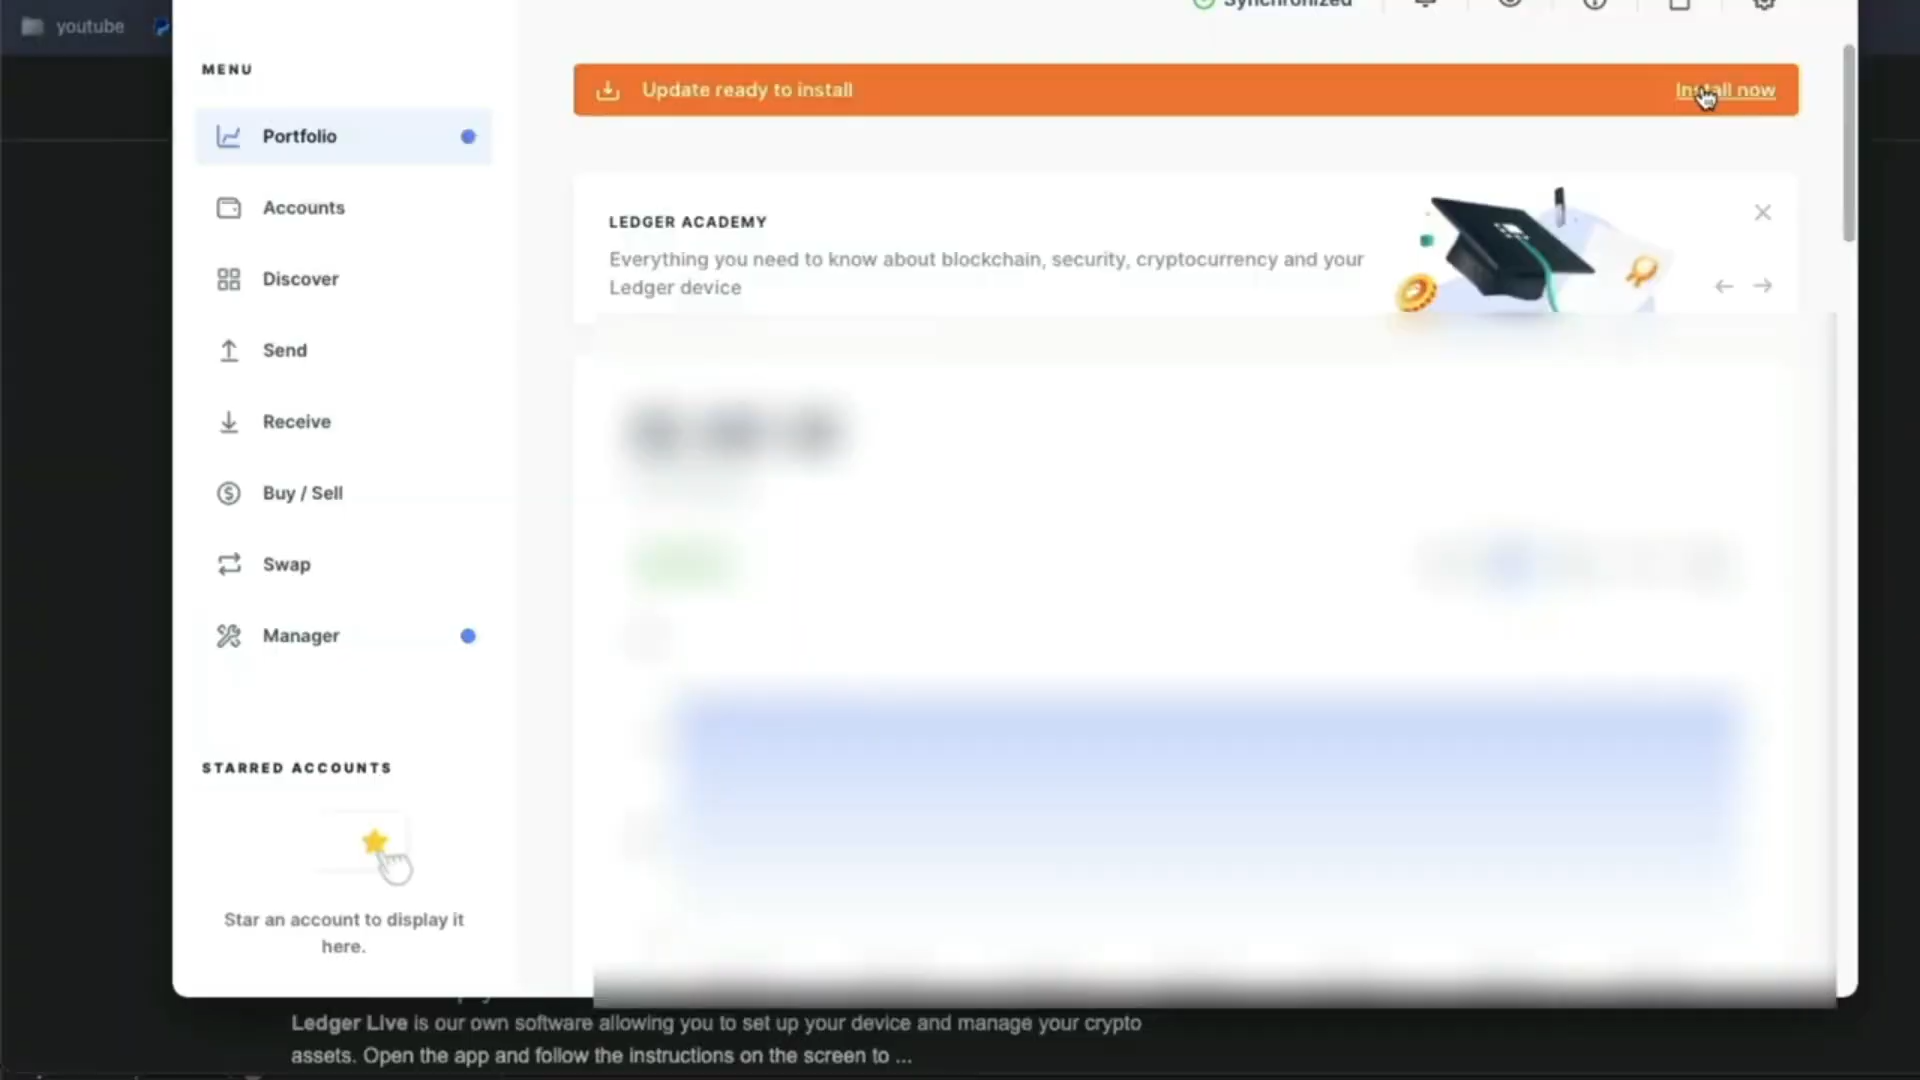 youtube
Synchronized
MENU
Update ready to install
Install now
Portfolio
Accounts
Discover
Send
Receive
Buy / Sell
Swap
Manager
LEDGER ACADEMY
Everything you need to know about blockchain, security, cryptocurrency and your
Ledger device
STARRED ACCOUNTS
Star an account to display it
here.
Ledger Live is our own software allowing you to set up your device and manage your crypto
assets. Open the app and follow the instructions on the screen to ...